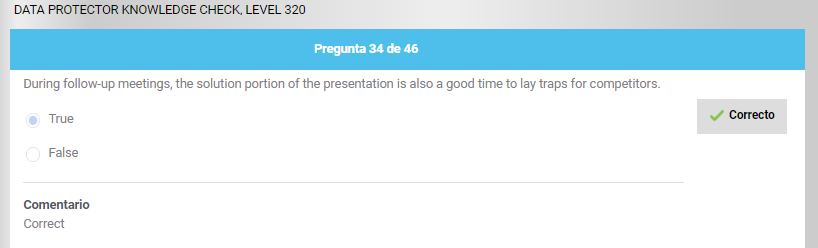 DATA PROTECTOR KNOWLEDGE CHECK, LEVEL 320
Pregunta 34 de 46
During follow-up meetings, the solution portion of the presentation is also a good time to lay traps for competitors.
True
Correcto
False
Comentario
Correct